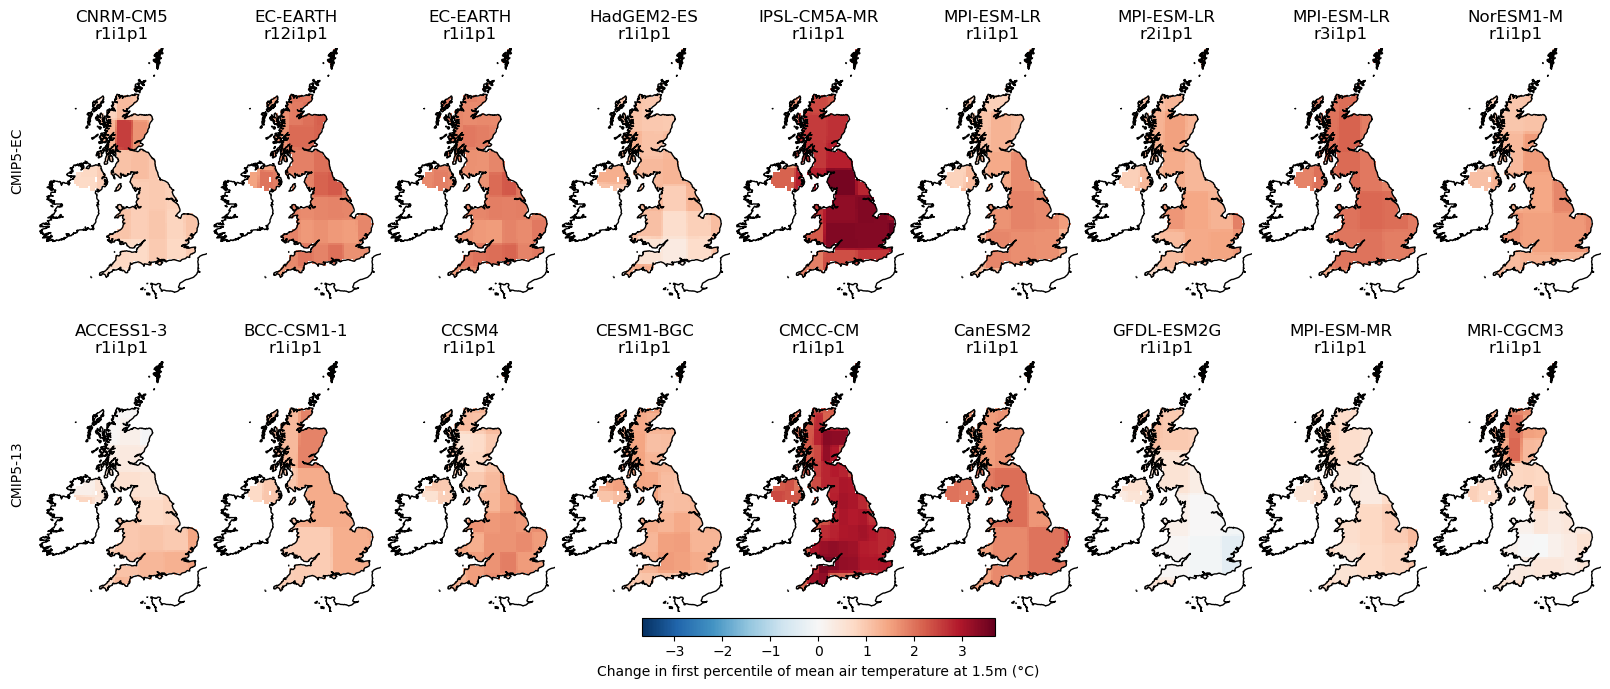 CNRM-CM5 EC-EARTH EC-EARTH HadGEM2-ES IPSL-CM5A-MR MPI-ESM-LR MPI-ESM-LR MPI-ESM-LR NorESM1-M
r1i1p1 r12i1p1 r1i1p1 r1i1p1 r1i1p1 r1i1p1 r2i1p1 r3i1p1 r1i1p1
CMIP5-EC
ACCESS1-3 BCC-CSM1-1 CCSM4 CESM1-BGC CMCC-CM CanESM2 GFDL-ESM2G MPI-ESM-MR MRI-CGCM3
r1i1p1 r1i1p1 r1i1p1 r1i1p1 r1i1p1 r1i1p1 r1i1p1 r1i1p1 r1i1p1
CMIP5-13
−3 −2 −1 0 1 2 3
Change in first percentile of mean air temperature at 1.5m (°C)